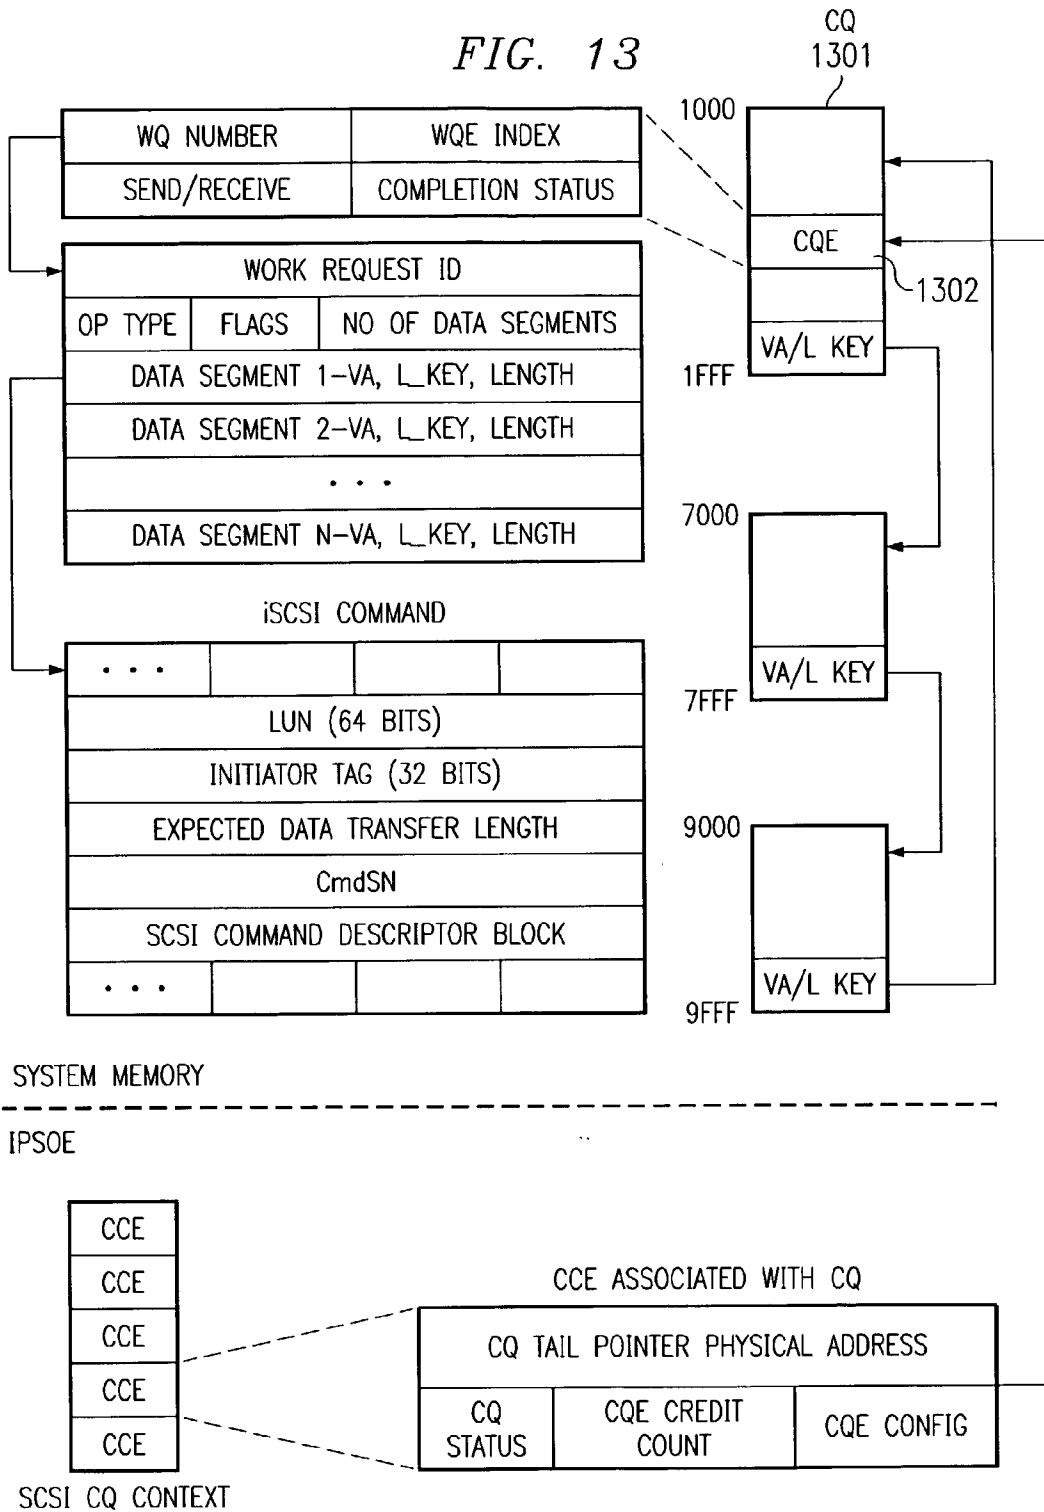 FIG. 13
CQ
1301
1000
WQ NUMBER
WQE INDEX
SEND/RECEIVE
COMPLETION STATUS
CQE
1302
VA/L KEY
1FFF
WORK REQUEST ID
OP TYPE
FLAGS
NO OF DATA SEGMENTS
DATA SEGMENT 1-VA, L_KEY, LENGTH
DATA SEGMENT 2-VA, L_KEY, LENGTH
• • •
DATA SEGMENT N-VA, L_KEY, LENGTH
7000
VA/L KEY
7FFF
iSCSI COMMAND
• • •
LUN (64 BITS)
INITIATOR TAG (32 BITS)
EXPECTED DATA TRANSFER LENGTH
CmdSN
SCSI COMMAND DESCRIPTOR BLOCK
• • •
9000
VA/L KEY
9FFF
SYSTEM MEMORY
IPSOE
CCE
CCE
CCE
CCE
CCE
SCSI CQ CONTEXT
CCE ASSOCIATED WITH CQ
CQ TAIL POINTER PHYSICAL ADDRESS
CQ
STATUS
CQE CREDIT
COUNT
CQE CONFIG